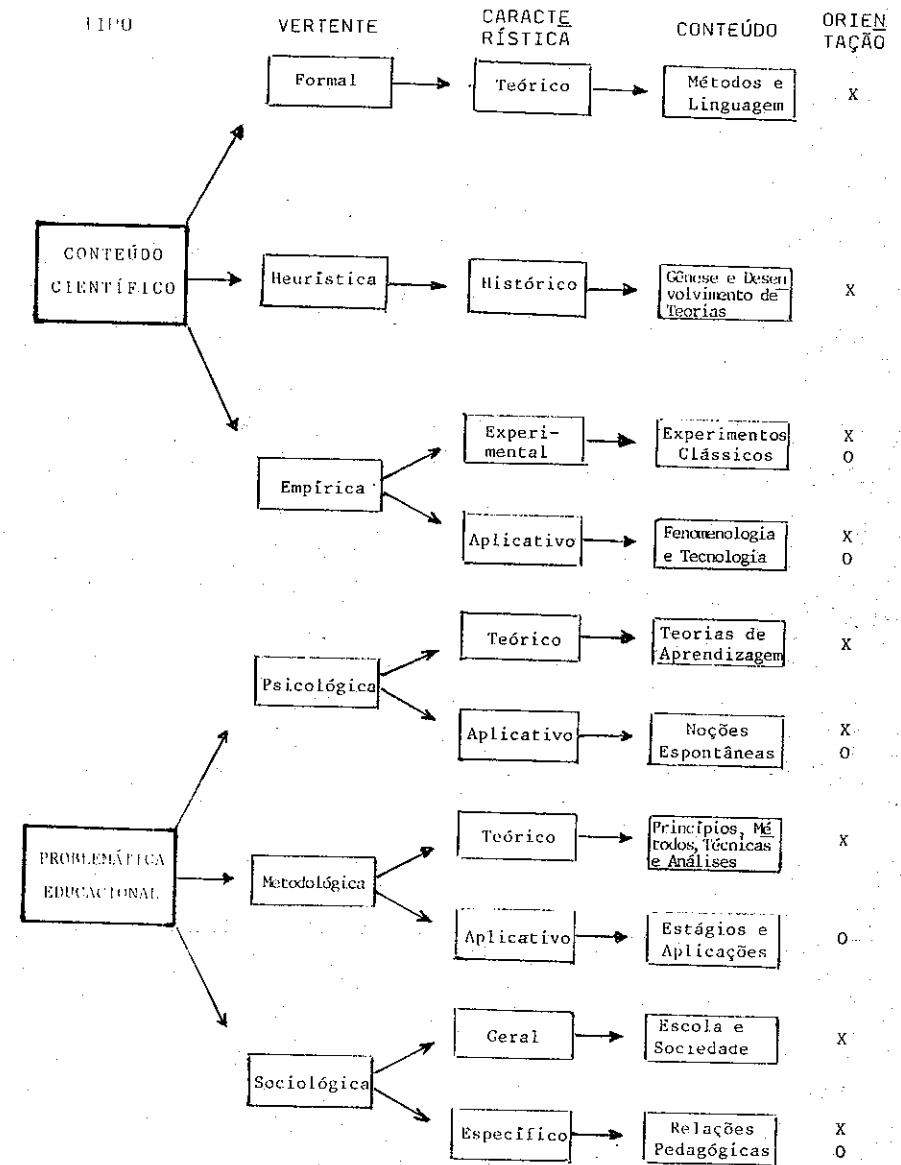 TIPO
VERTENTE
CARACTE
RÍSTICA
CONTEÚDO
ORIEN
TAÇÃO
Formal
Teórico
Métodos e
Linguagem
X
CONTEÚDO
CIENTÍFICO
Heurística
Histórico
Gênese e Desen
volvimento de
Teorias
X
Empírica
Experi-
mental
Experimentos
Clássicos
X
O
Aplicativo
Fenomenologia
e Tecnologia
X
O
PROBLEMÁTICA
EDUCACIONAL
Psicológica
Teórico
Teorias de
Aprendizagem
X
Aplicativo
Noções
Espontâneas
X
O
Metodológica
Teórico
Princípios, Mé
todos, Técnicas
e Análises
X
Aplicativo
Estágios e
Aplicações
O
Sociológica
Geral
Escola e
Sociedade
X
Específico
Relações
Pedagógicas
X
O